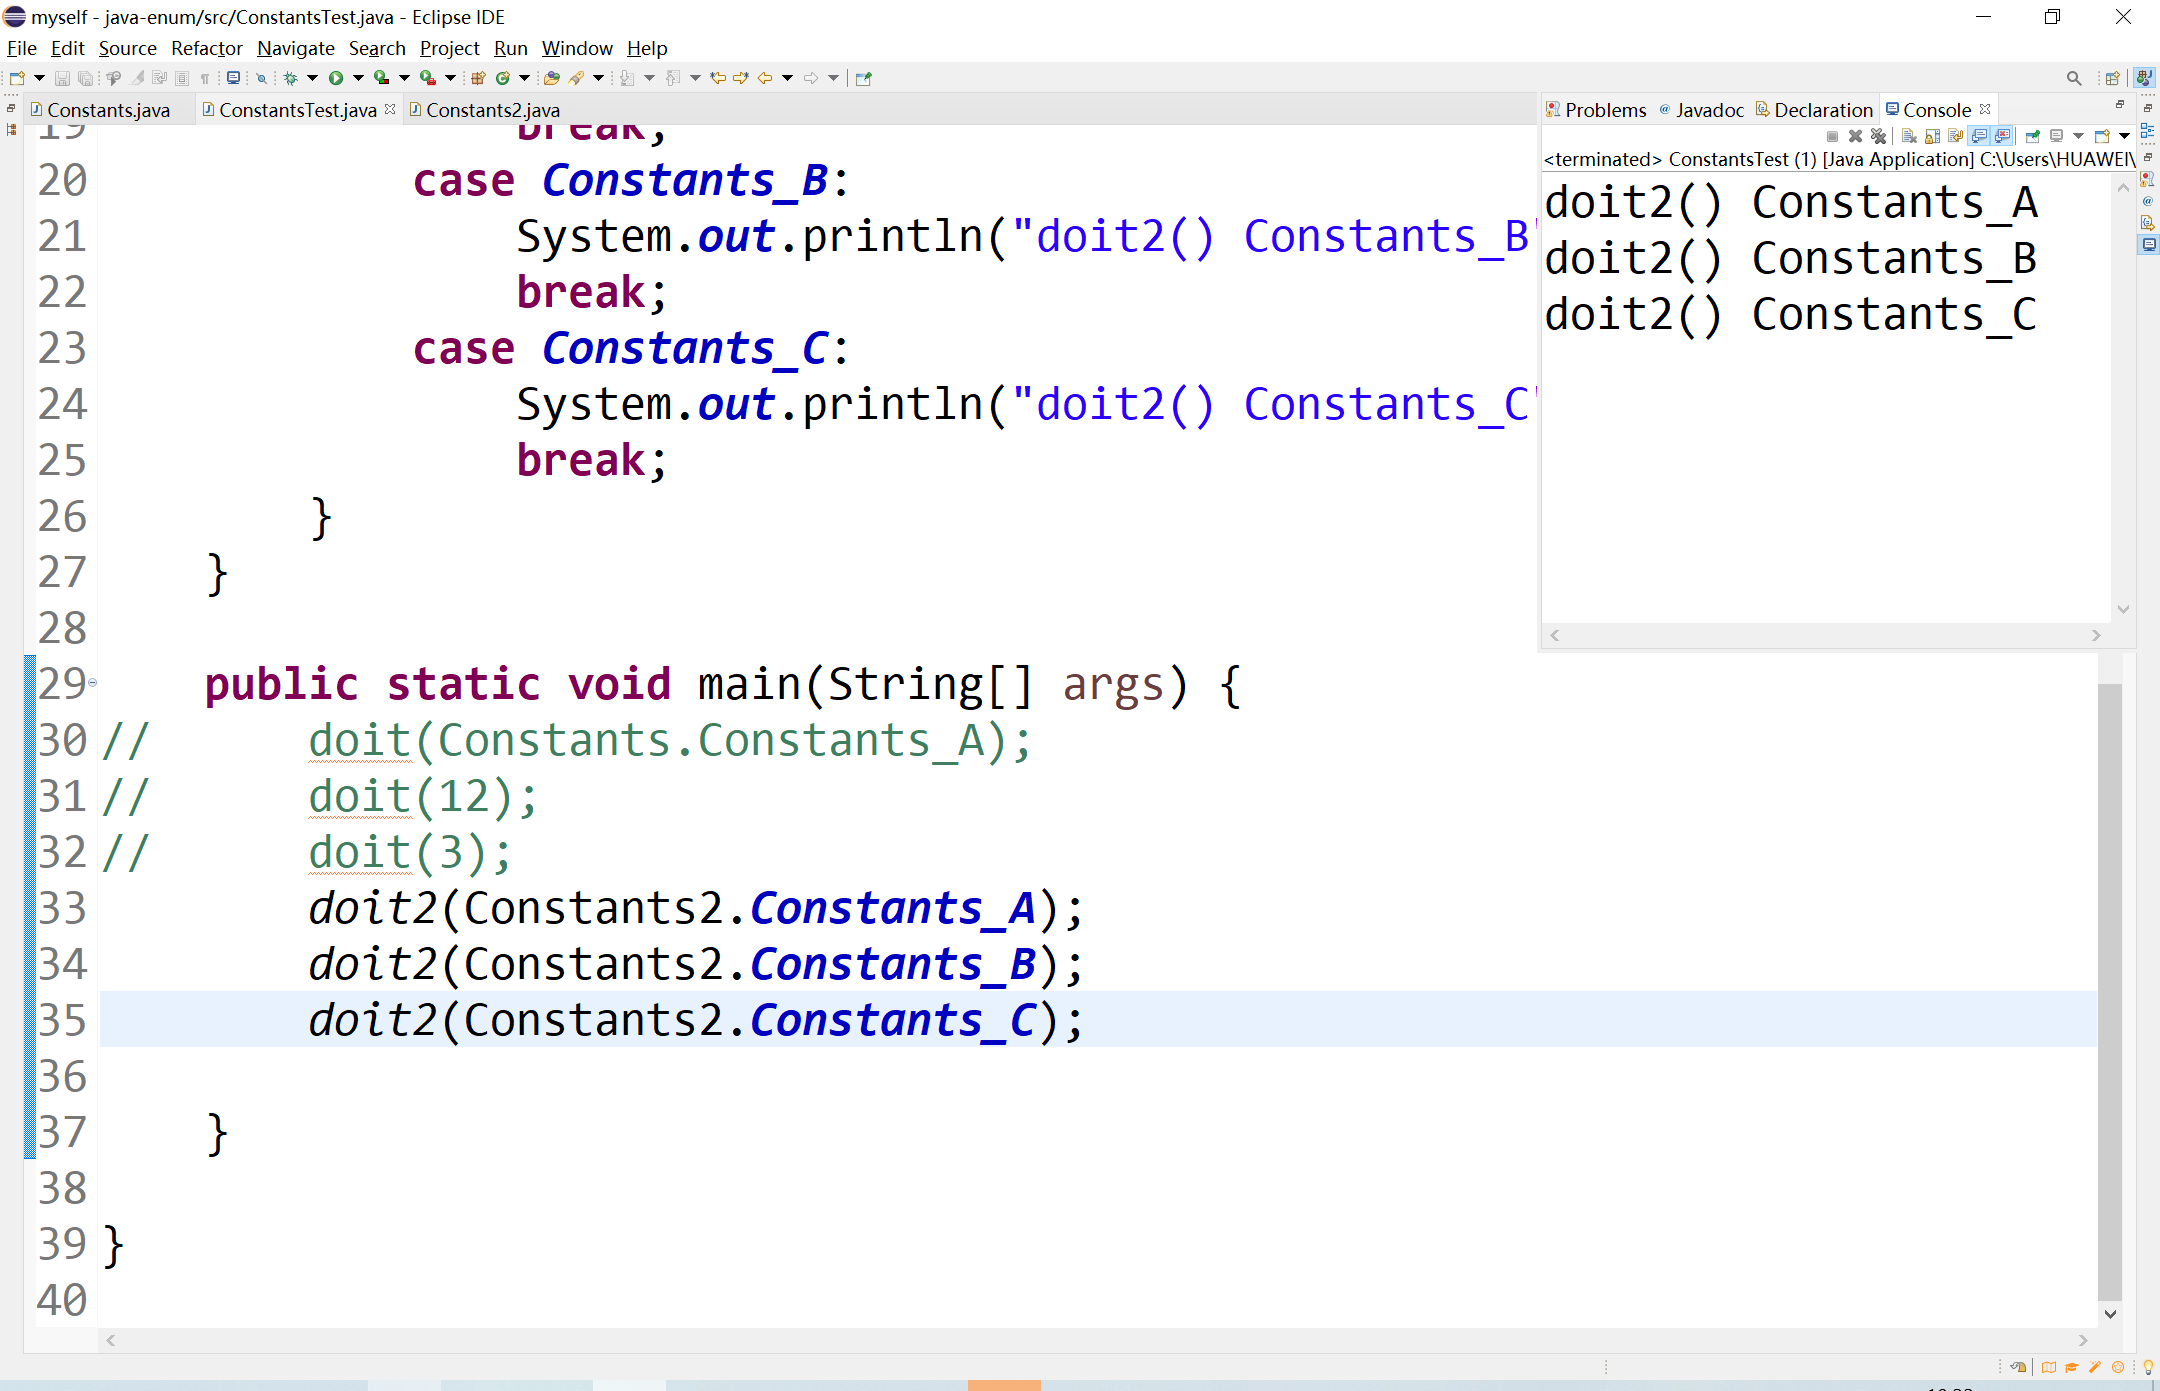 myself - java-enum/src/ConstantsTest.java - Eclipse IDE
File Edit Source Refactor Navigate Search Project Run Window Help
Constants.java ConstantsTest.java Constants2.java
19 break;
20 case Constants_B:
21 System.out.println("doit2() Constants_B"
22 break;
23 case Constants_C:
24 System.out.println("doit2() Constants_C"
25 break;
26 }
27 }
28
29 public static void main(String[] args) {
30 // doit(Constants.Constants_A);
31 // doit(12);
32 // doit(3);
33 doit2(Constants2.Constants_A);
34 doit2(Constants2.Constants_B);
35 doit2(Constants2.Constants_C);
36
37 }
38
39 }
40
Problems Javadoc Declaration Console
<terminated> ConstantsTest (1) [Java Application] C:\Users\HUAWEI\
doit2() Constants_A
doit2() Constants_B
doit2() Constants_C